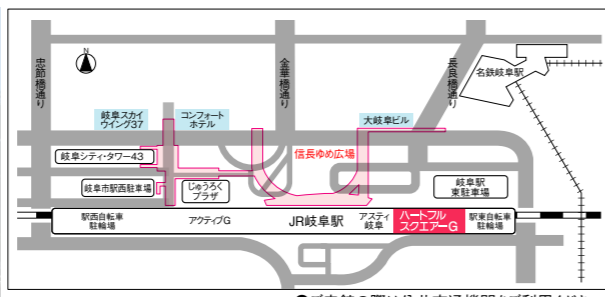 忠節橋通り
N
金華橋通り
長良橋通り
名鉄岐阜駅
岐阜スカイ
ウイング37
コンフォート
ホテル
大岐阜ビル
岐阜シティ・タワー43
信長ゆめ広場
岐阜市駅西駐車場
じゅうろく
プラザ
岐阜駅
東駐車場
駅西自転車
駐輪場
アクティブG
JR岐阜駅
アスティ
岐阜
ハートフル
スクエアーG
駅東自転車
駐輪場